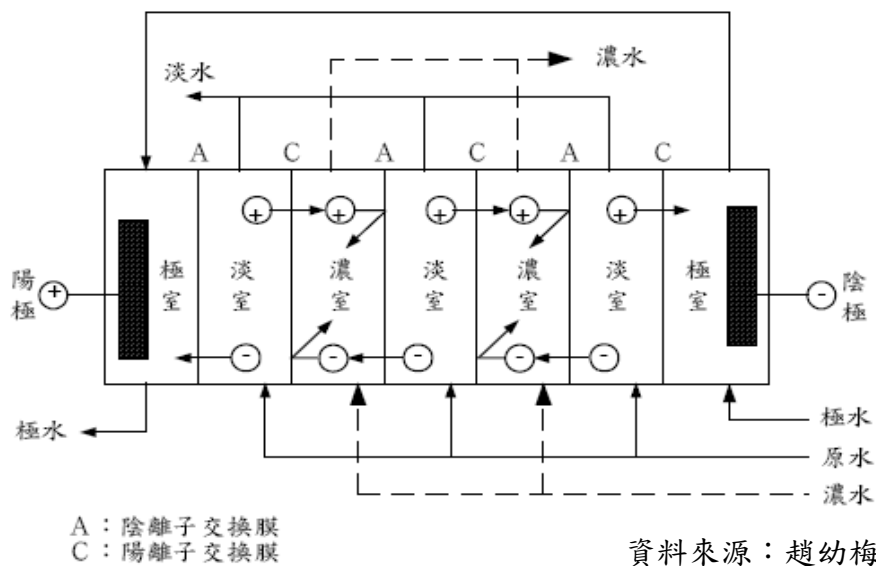 淡水
濃水
A C A C A C
陽極
+
極室
淡室
濃室
淡室
濃室
淡室
極室
-
陰極
+ + + + +
- - - - -
極水
極水
原水
濃水
A：陰離子交換膜
C：陽離子交換膜
資料來源：趙幼梅